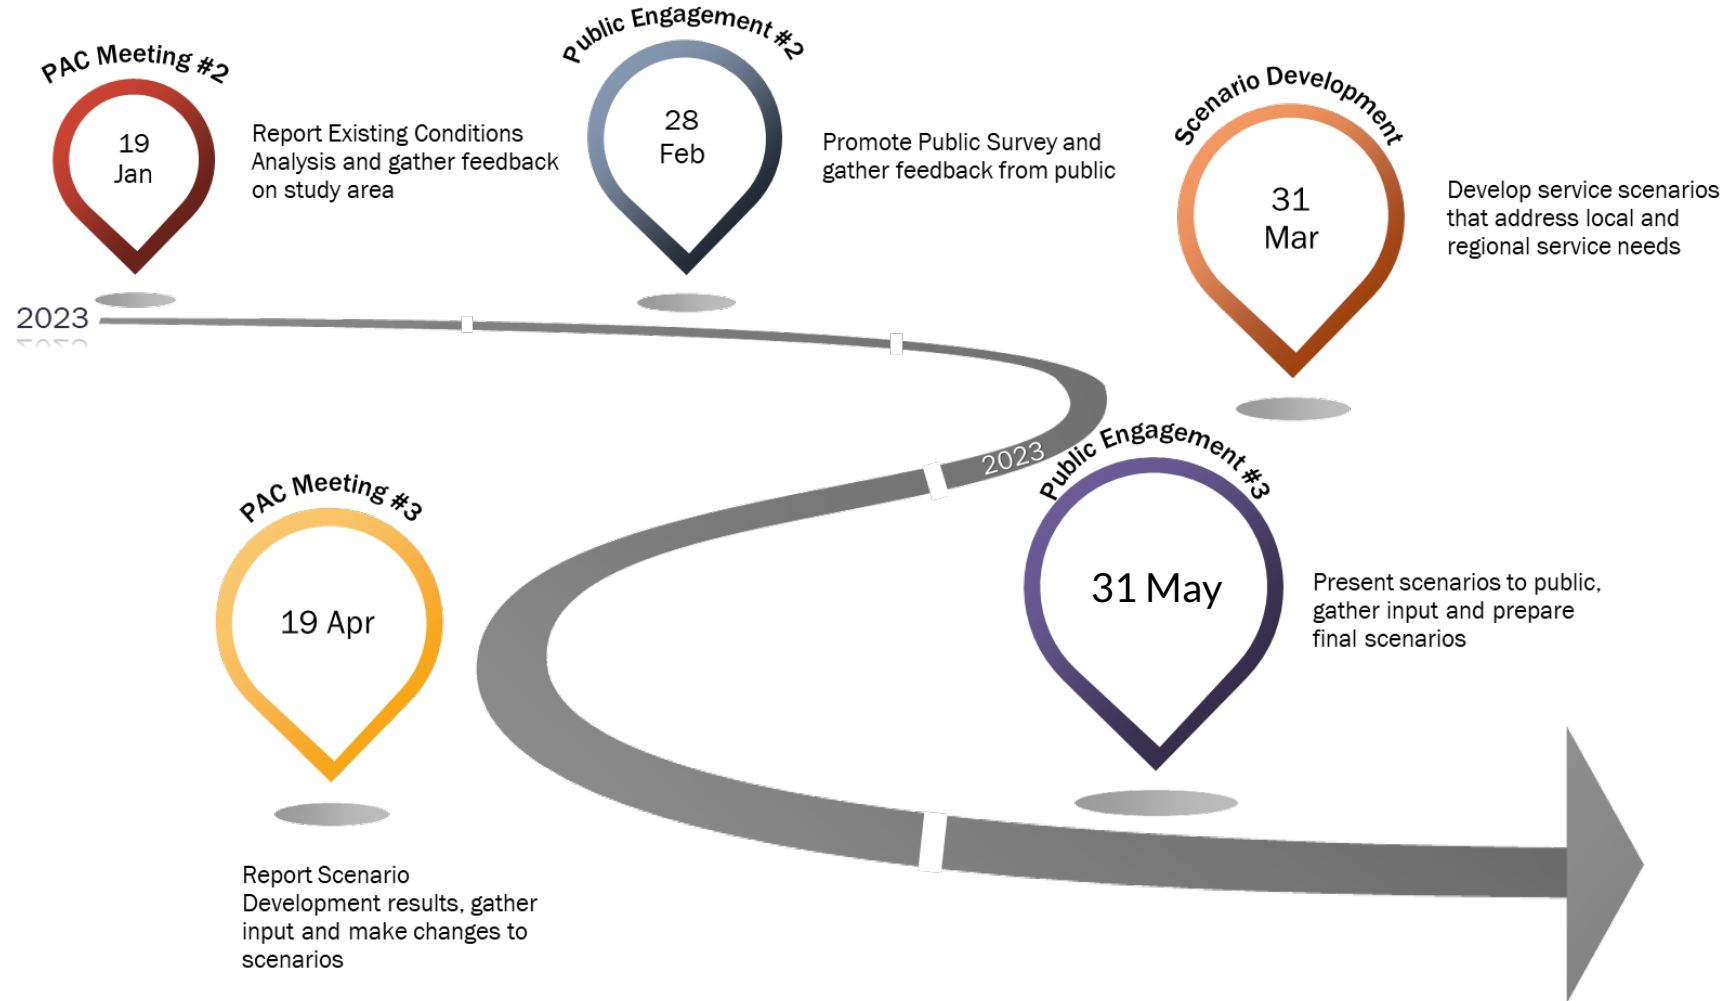 PAC Meeting #2
19
Jan
Report Existing Conditions
Analysis and gather feedback
on study area
Public Engagement #2
28
Feb
Promote Public Survey and
gather feedback from public
Scenario Development
31
Mar
Develop service scenarios
that address local and
regional service needs
2023
2023
PAC Meeting #3
19 Apr
Report Scenario
Development results, gather
input and make changes to
scenarios
Public Engagement #3
31 May
Present scenarios to public,
gather input and prepare
final scenarios